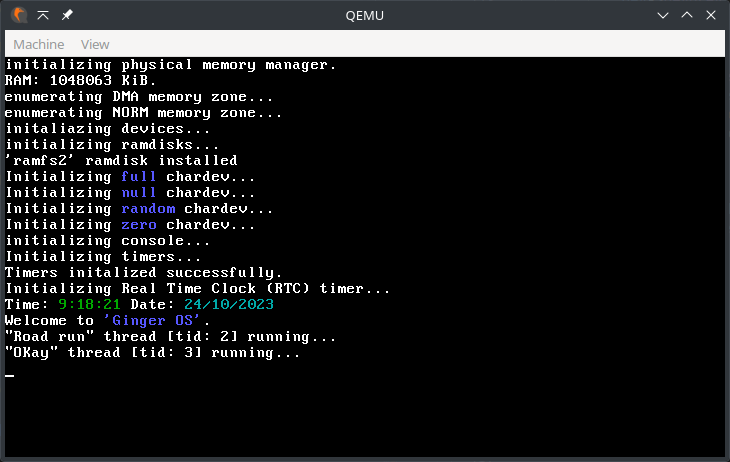 QEMU
Machine View
initializing physical memory manager.
RAM: 1048063 KiB.
enumerating DMA memory zone...
enumerating NORM memory zone...
initaliazing devices...
initializing ramdisks...
'ramfs2' ramdisk installed
Initializing full chardev...
Initializing null chardev...
Initializing random chardev...
Initializing zero chardev...
initializing console...
Initializing timers...
Timers initalized successfully.
Initializing Real Time Clock (RTC) timer...
Time: 9:18:21 Date: 24/10/2023
Welcome to 'Ginger OS'.
"Road run" thread [tid: 2] running...
"OKay" thread [tid: 3] running...